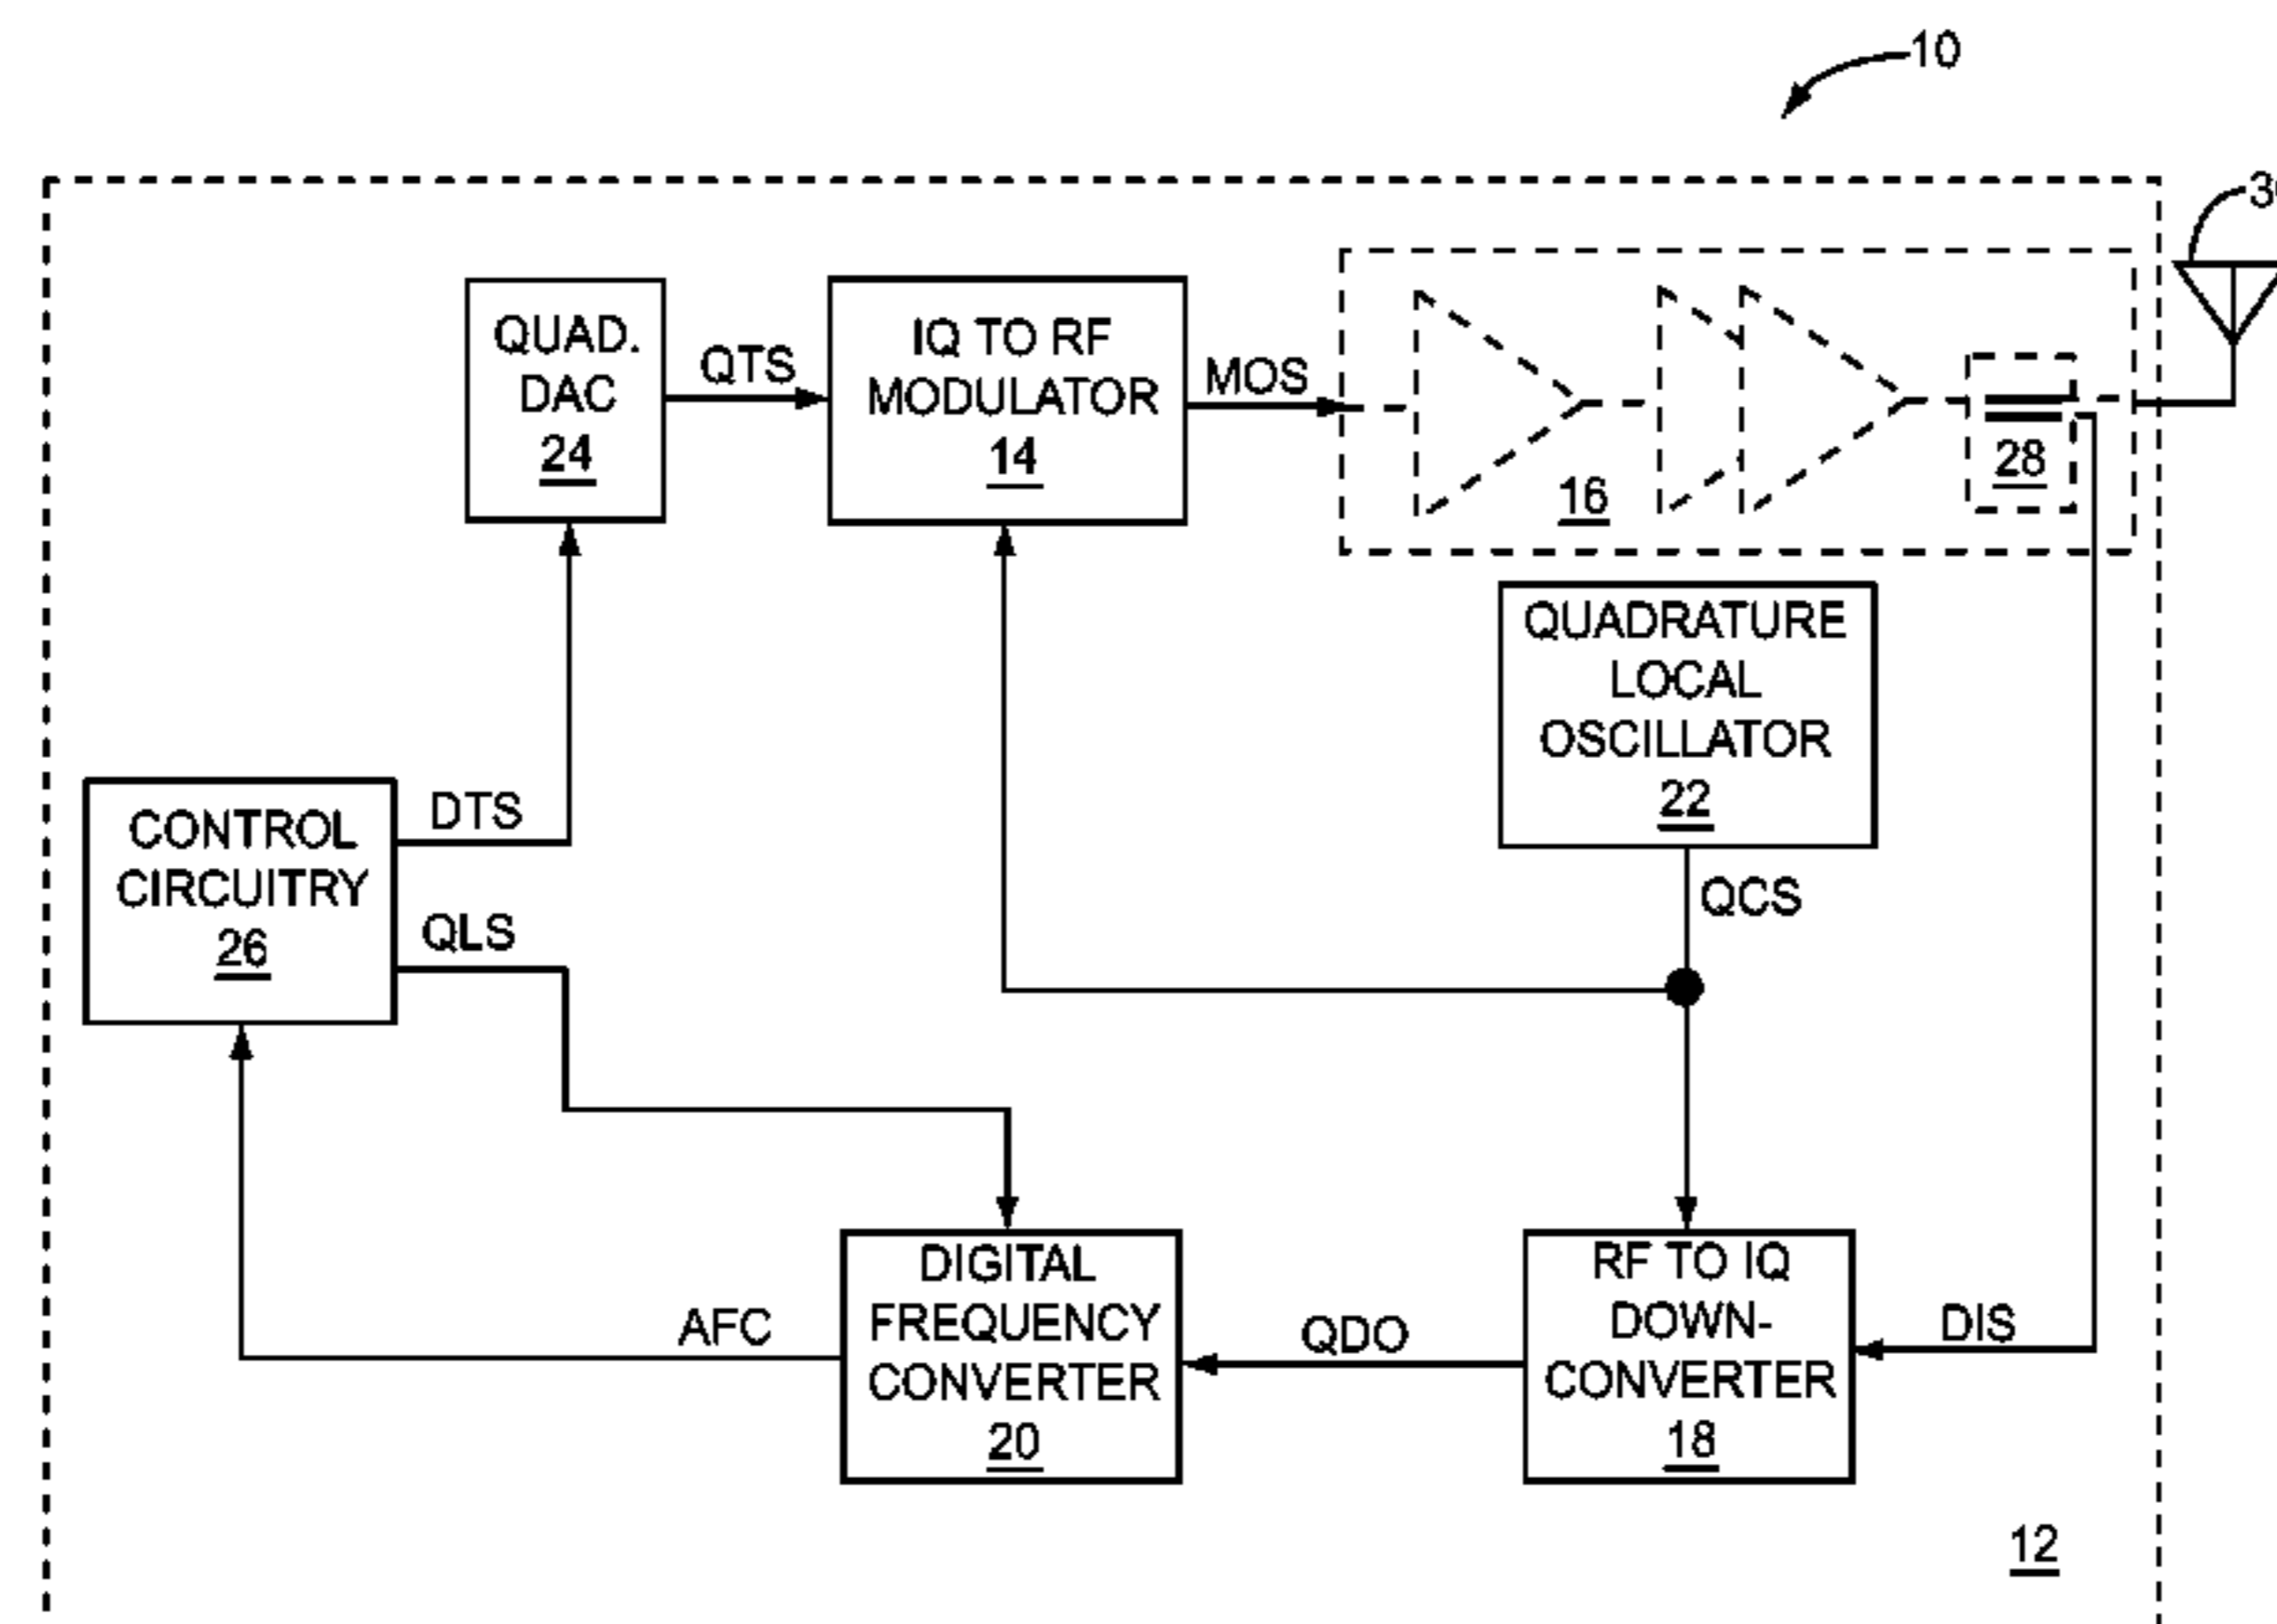 10
QUAD.
DAC
24
QTS
IQ TO RF
MODULATOR
14
MOS
16
28
QUADRATURE
LOCAL
OSCILLATOR
22
QCS
CONTROL
CIRCUITRY
26
DTS
QLS
AFC
DIGITAL
FREQUENCY
CONVERTER
20
QDO
RF TO IQ
DOWN-
CONVERTER
18
DIS
12